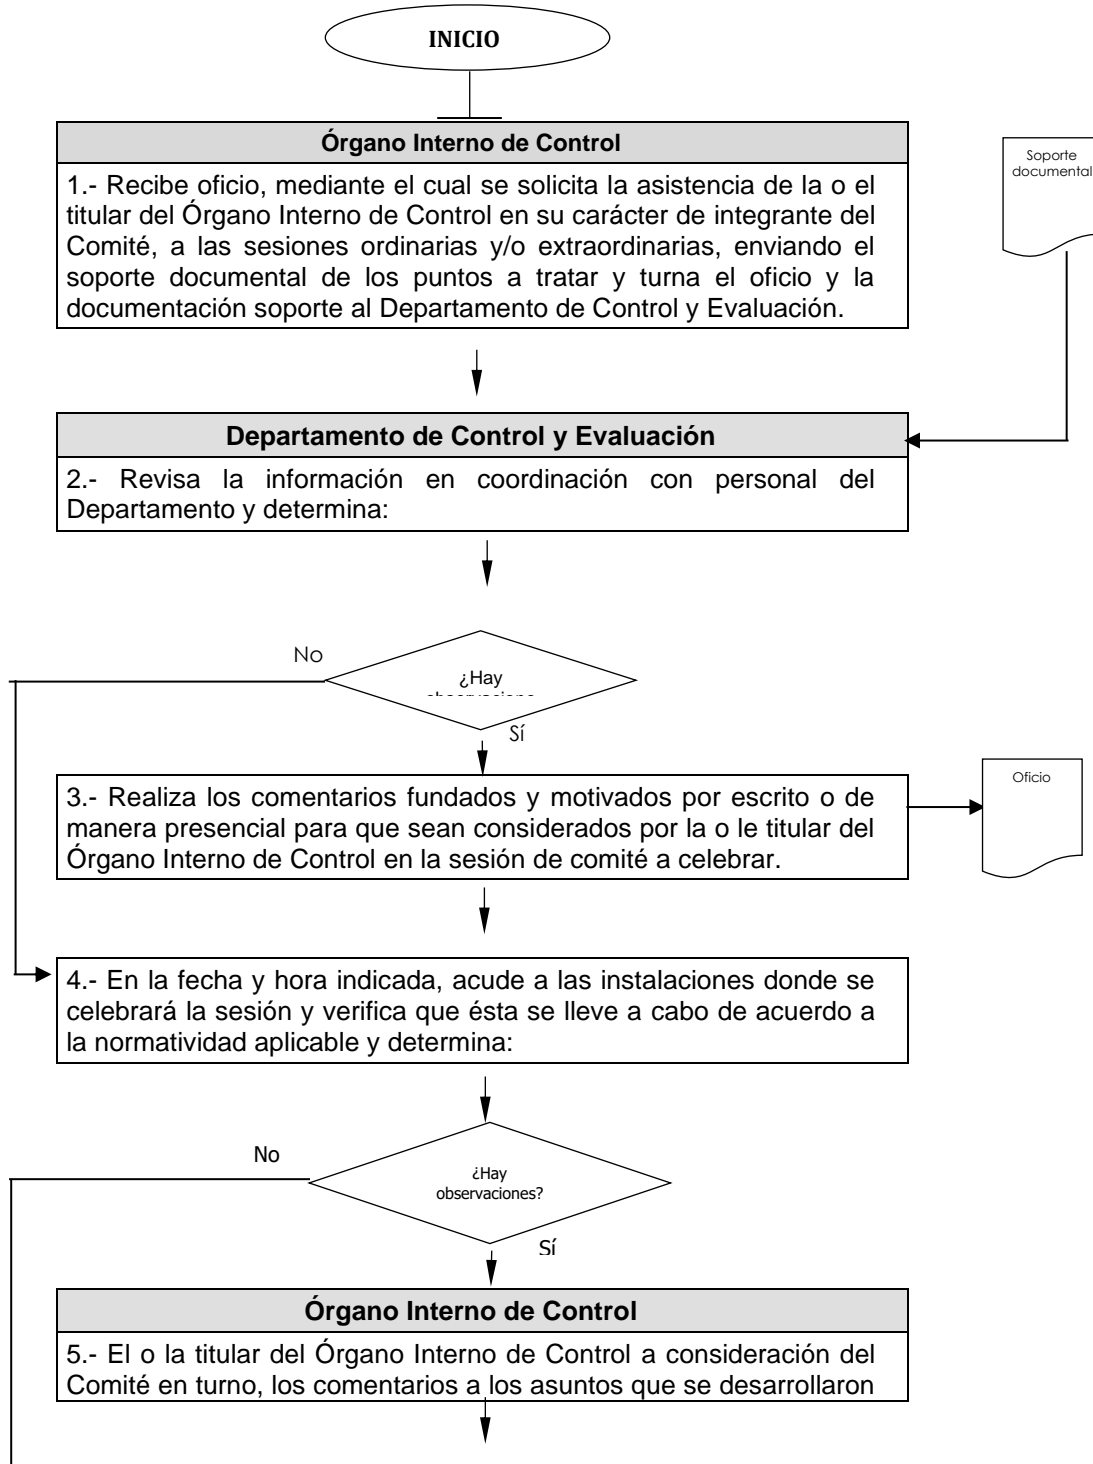 INICIO
Órgano Interno de Control
1.- Recibe oficio, mediante el cual se solicita la asistencia de la o el
titular del Órgano Interno de Control en su carácter de integrante del
Comité, a las sesiones ordinarias y/o extraordinarias, enviando el
soporte documental de los puntos a tratar y turna el oficio y la
documentación soporte al Departamento de Control y Evaluación.
Soporte
documental
Departamento de Control y Evaluación
2.- Revisa la información en coordinación con personal del
Departamento y determina:
No
¿Hay
Sí
3.- Realiza los comentarios fundados y motivados por escrito o de
manera presencial para que sean considerados por la o le titular del
Órgano Interno de Control en la sesión de comité a celebrar.
Oficio
4.- En la fecha y hora indicada, acude a las instalaciones donde se
celebrará la sesión y verifica que ésta se lleve a cabo de acuerdo a
la normatividad aplicable y determina:
No
¿Hay
observaciones?
Sí
Órgano Interno de Control
5.- El o la titular del Órgano Interno de Control a consideración del
Comité en turno, los comentarios a los asuntos que se desarrollaron